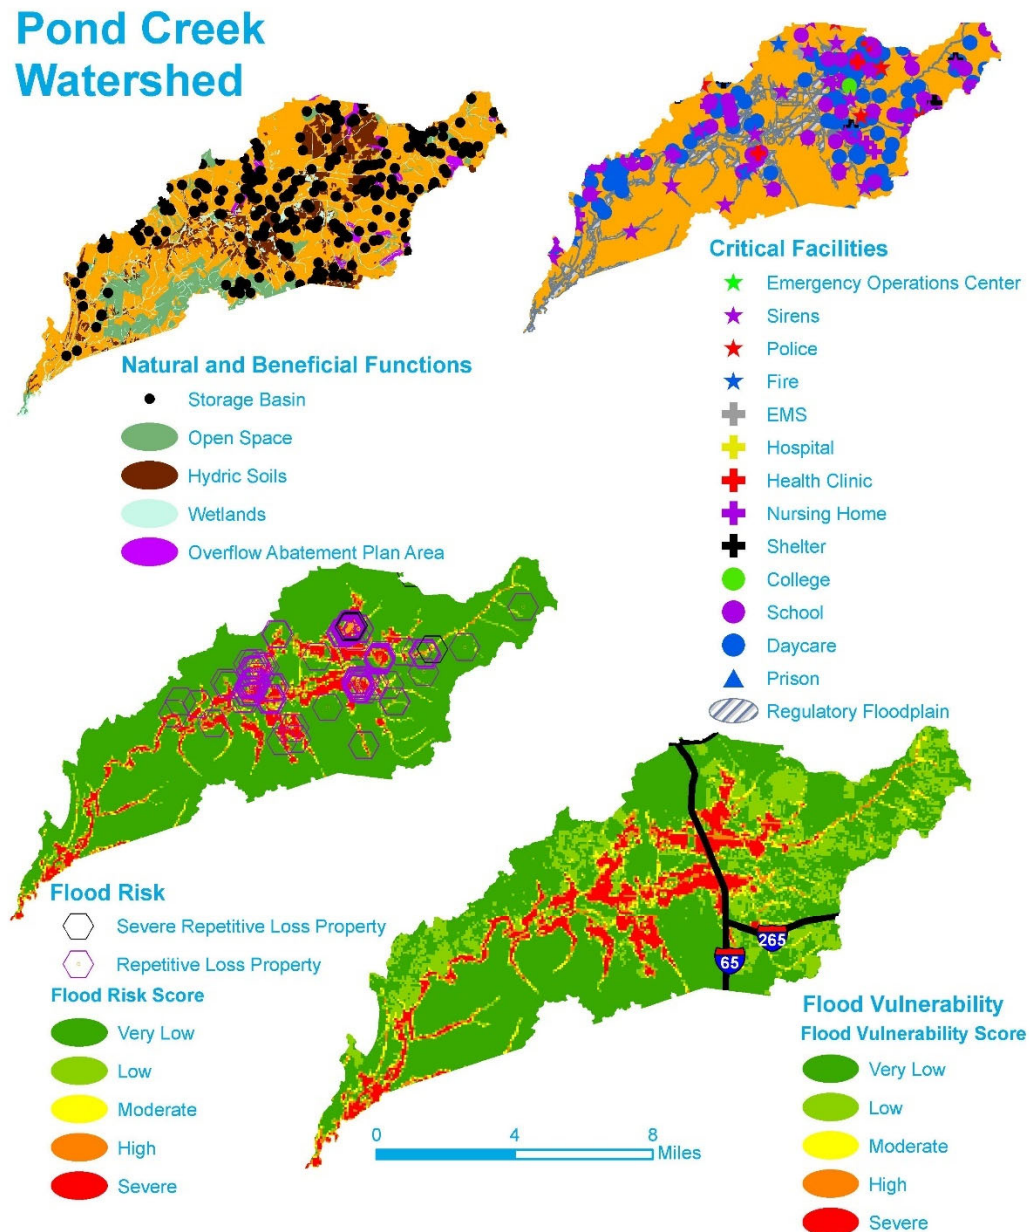 Pond Creek
Watershed
Natural and Beneficial Functions
Storage Basin
Open Space
Hydric Soils
Wetlands
Overflow Abatement Plan Area
Critical Facilities
Emergency Operations Center
Sirens
Police
Fire
EMS
Hospital
Health Clinic
Nursing Home
Shelter
College
School
Daycare
Prison
Regulatory Floodplain
Flood Risk
Severe Repetitive Loss Property
Repetitive Loss Property
Flood Risk Score
Very Low
Low
Moderate
High
Severe
265
65
0 4 8
Miles
Flood Vulnerability
Flood Vulnerability Score
Very Low
Low
Moderate
High
Severe